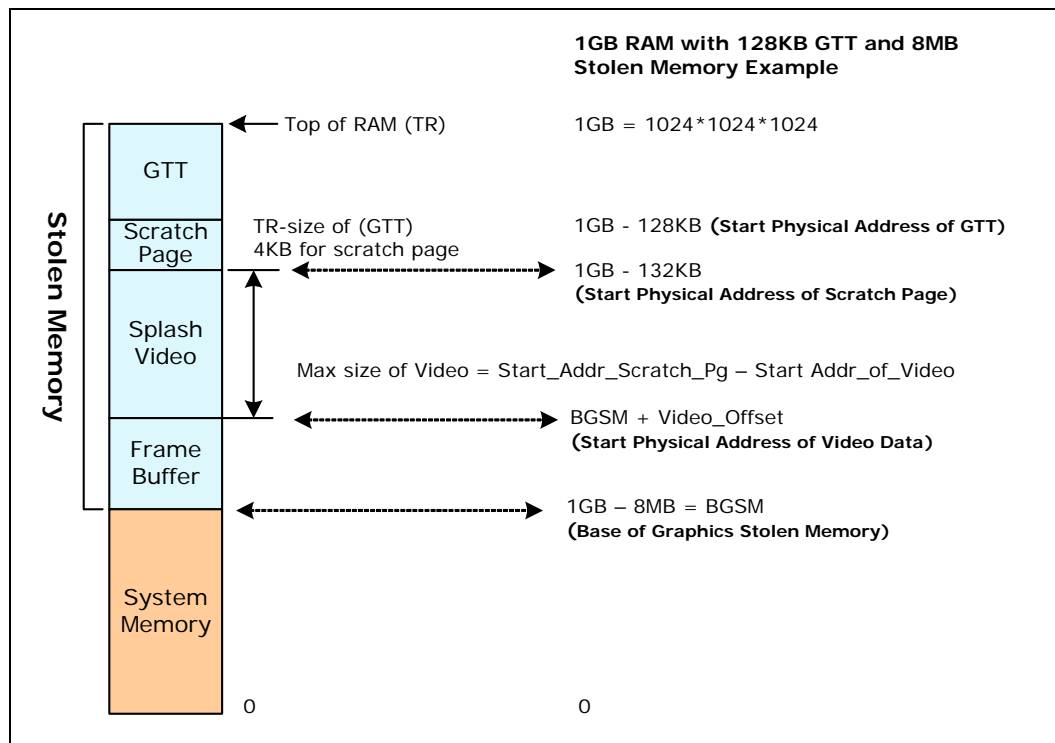 1GB RAM with 128KB GTT and 8MB
Stolen Memory Example
Top of RAM (TR)
1GB = 1024*1024*1024
GTT
Stolen Memory
Scratch
Page
TR-size of (GTT)
4KB for scratch page
1GB - 128KB (Start Physical Address of GTT)
1GB - 132KB
(Start Physical Address of Scratch Page)
Splash
Video
Max size of Video = Start_Addr_Scratch_Pg – Start Addr_of_Video
BGSM + Video_Offset
(Start Physical Address of Video Data)
Frame
Buffer
1GB – 8MB = BGSM
(Base of Graphics Stolen Memory)
System
Memory
0
0